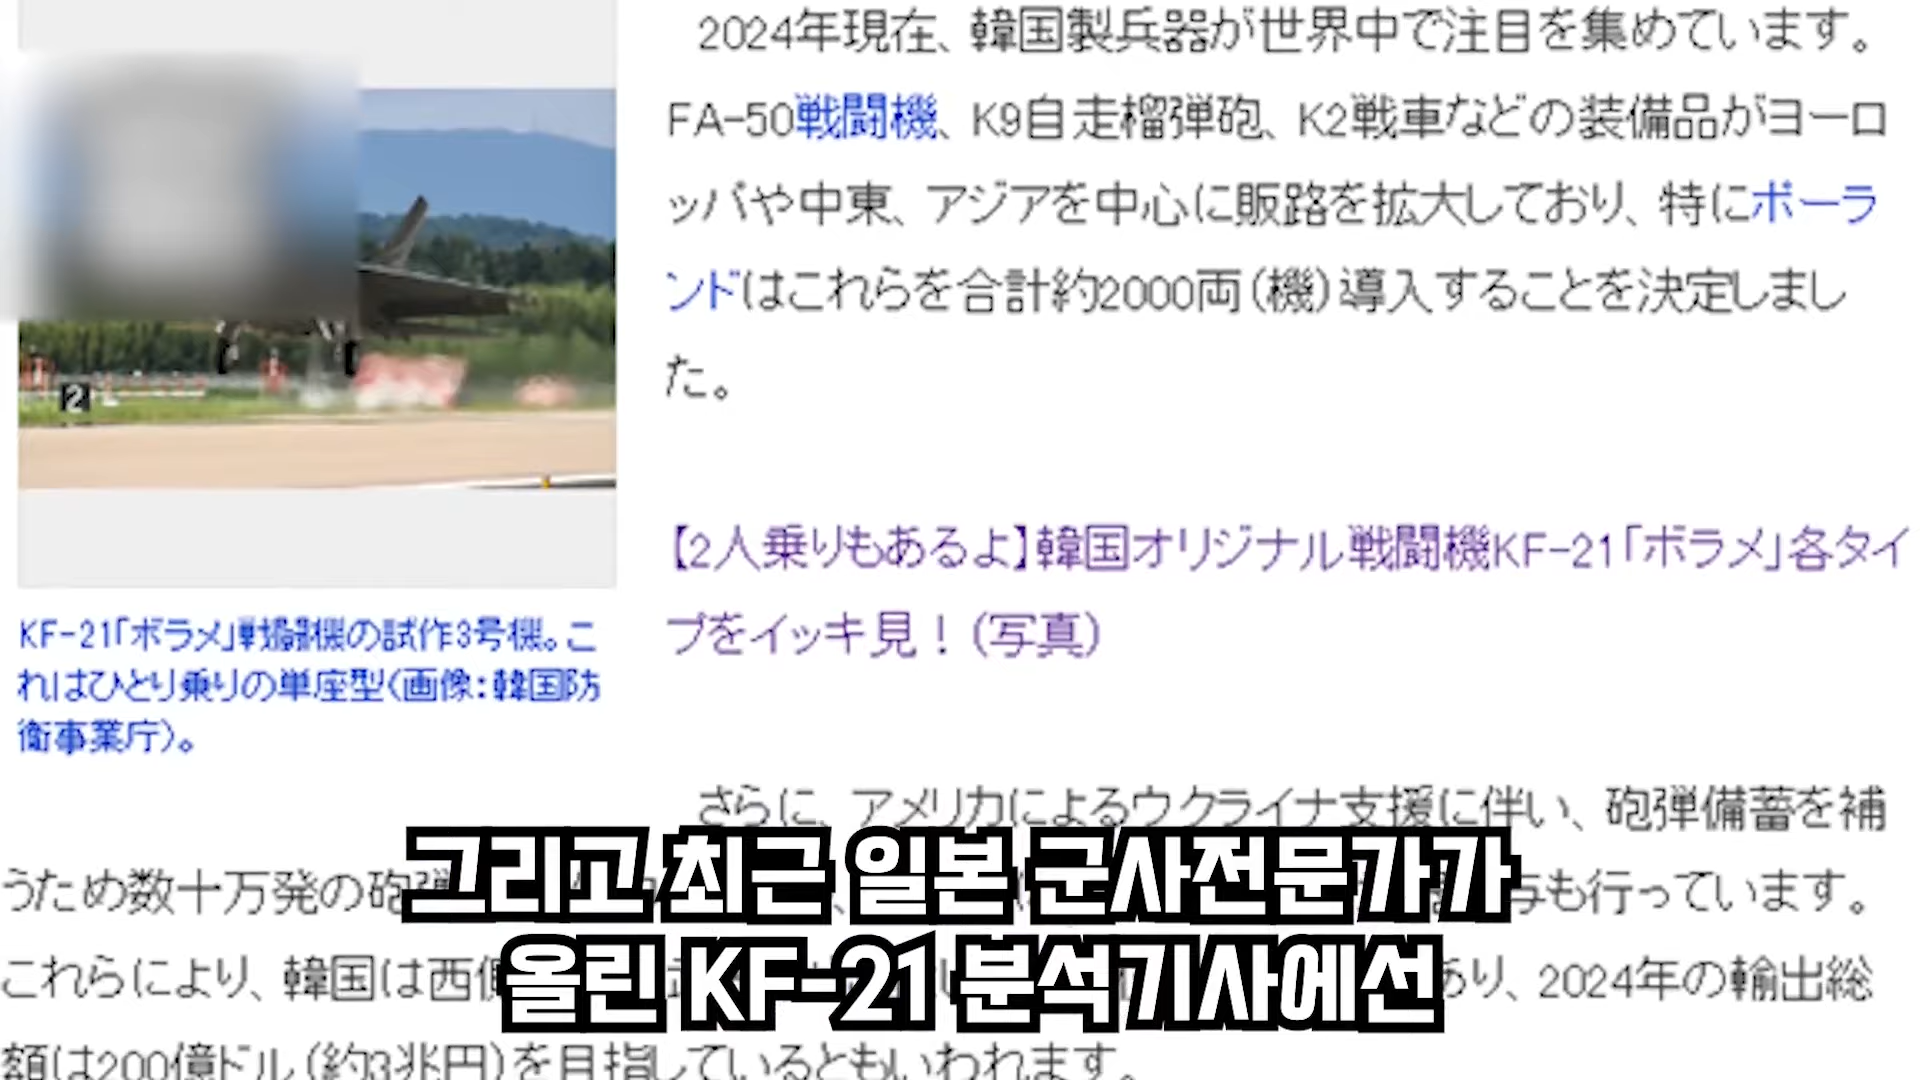 2024年現在、韓国製兵器が世界中で注目を集めています。
FA-50戦闘機、K9自走榴弾砲、K2戦車などの装備品がヨーロ
ッパや中東、アジアを中心に販路を拡大しており、特にポーラ
ンドはこれらを合計約2000両（機）導入することを決定しまし
た。
【2人乗りもあるよ】韓国オリジナル戦闘機KF-21「ボラメ」各タイ
プをイッキ見！（写真）
2
KF-21「ボラメ」戦闘機の試作3号機。こ
れはひとり乗りの単座型（画像：韓国防
衛事業庁）。
さらに、アメリカによるウクライナ支援に伴い、砲弾備蓄を補
うため数十万発の砲 与も行っています。
これらにより、韓国は西 あり、2024年の輸出総
額は200億ドル（約3兆円）を目指しているともいわれます。
그리고 최근 일본 군사전문가가
올린 KF-21 분석기사에선